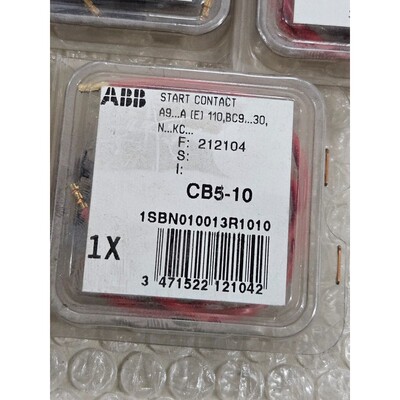 ABB
START CONTACT
A9...A (E) 110,BC9...30,
N...KC...
F: 212104
S:
I:
CB5-10
1SBN010013R1010
1X
3 471522 121042